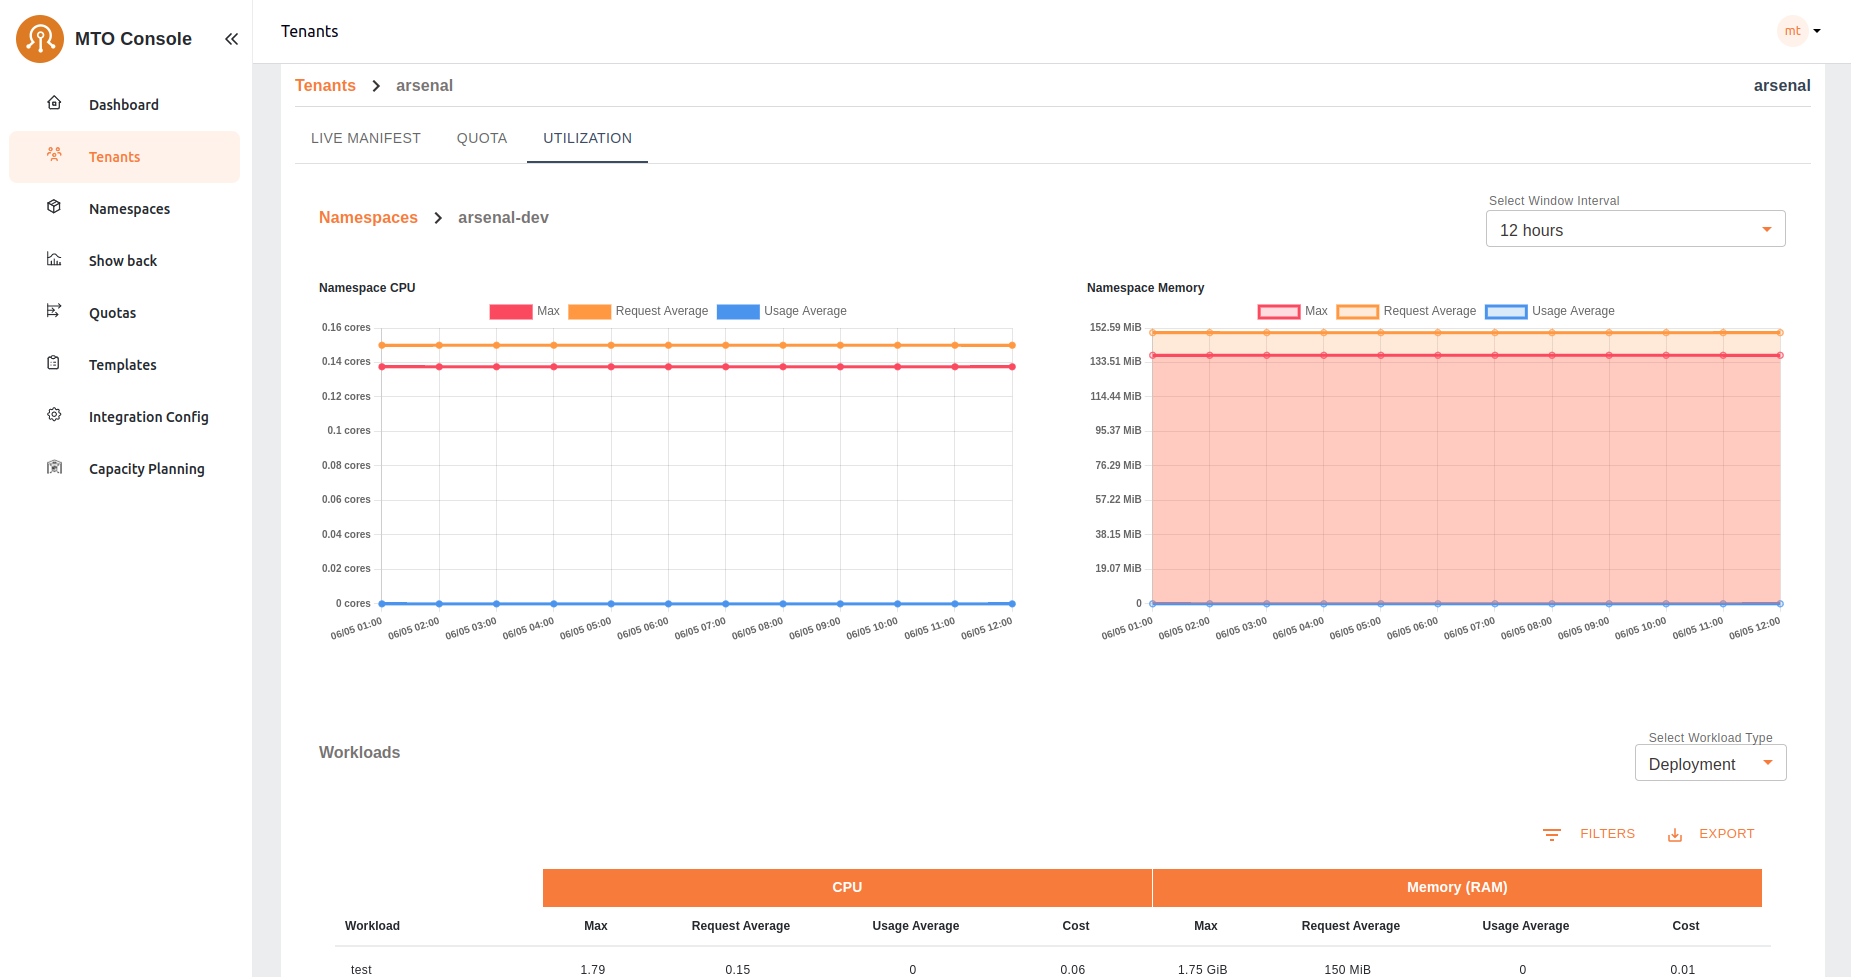 MTO Console
Tenants
mt
Dashboard
Tenants
Namespaces
Show back
Quotas
Templates
Integration Config
Capacity Planning
Tenants arsenal
arsenal
LIVE MANIFEST QUOTA UTILIZATION
Namespaces arsenal-dev
Select Window Interval
12 hours
Namespace CPU
Max Request Average Usage Average
0.16 cores
0.14 cores
0.12 cores
0.1 cores
0.08 cores
0.06 cores
0.04 cores
0.02 cores
0 cores
06/05 01:00 06/05 02:00 06/05 03:00 06/05 04:00 06/05 05:00 06/05 06:00 06/05 07:00 06/05 08:00 06/05 09:00 06/05 10:00 06/05 11:00 06/05 12:00
Namespace Memory
Max Request Average Usage Average
152.59 MiB
133.51 MiB
114.44 MiB
95.37 MiB
76.29 MiB
57.22 MiB
38.15 MiB
19.07 MiB
0
06/05 01:00 06/05 02:00 06/05 03:00 06/05 04:00 06/05 05:00 06/05 06:00 06/05 07:00 06/05 08:00 06/05 09:00 06/05 10:00 06/05 11:00 06/05 12:00
Workloads
Select Workload Type
Deployment
FILTERS EXPORT
CPU Memory (RAM)
Workload Max Request Average Usage Average Cost Max Request Average Usage Average Cost
test 1.79 0.15 0 0.06 1.75 GiB 150 MiB 0 0.01